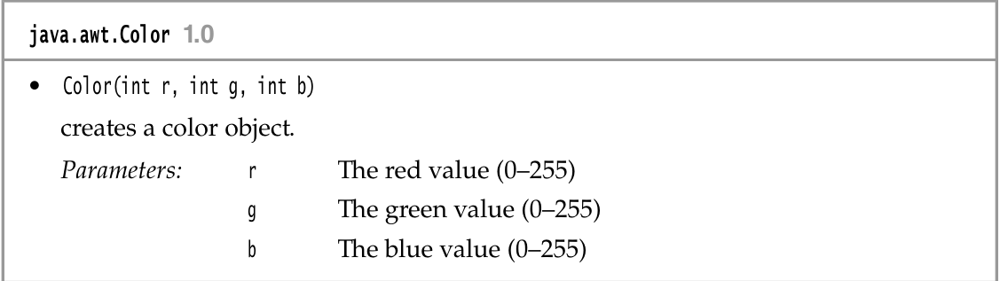 java.awt.Color 1.0
• Color(int r, int g, int b)
creates a color object.
Parameters: r The red value (0–255)
g The green value (0–255)
b The blue value (0–255)